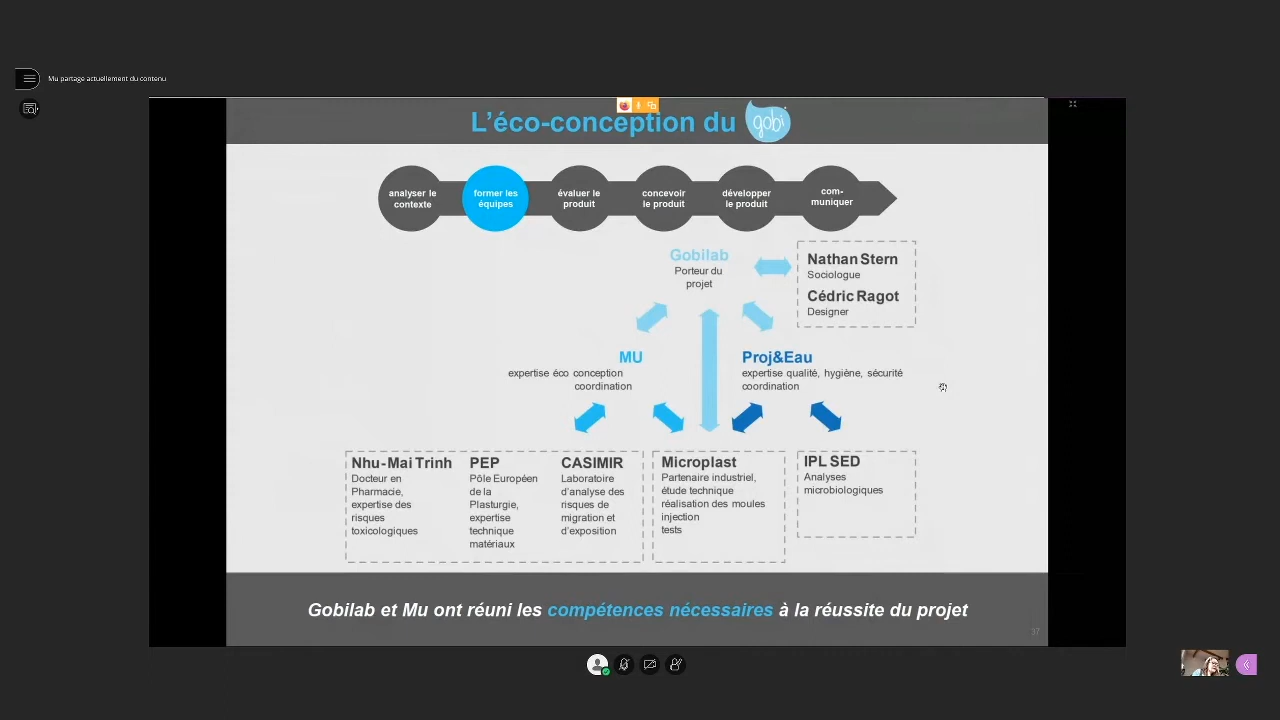 Mu partage actuellement du contenu
L'éco-conception du gobi
analyser le
contexte
former les
équipes
évaluer le
produit
concevoir
le produit
développer
le produit
com-
muniquer
Gobilab
Porteur du
projet
Nathan Stern
Sociologue
Cédric Ragot
Designer
MU
expertise éco conception
coordination
Proj&Eau
expertise qualité, hygiène, sécurité
coordination
Nhu-Mai Trinh
Docteur en
Pharmacie,
expertise des
risques
toxicologiques
PEP
Pôle Européen
de la
Plasturgie,
expertise
technique
matériaux
CASIMIR
Laboratoire
d'analyse des
risques de
migration et
d'exposition
Microplast
Partenaire industriel,
étude technique
réalisation des moules
injection
tests
IPL SED
Analyses
microbiologiques
Gobilab et Mu ont réuni les compétences nécessaires à la réussite du projet
37